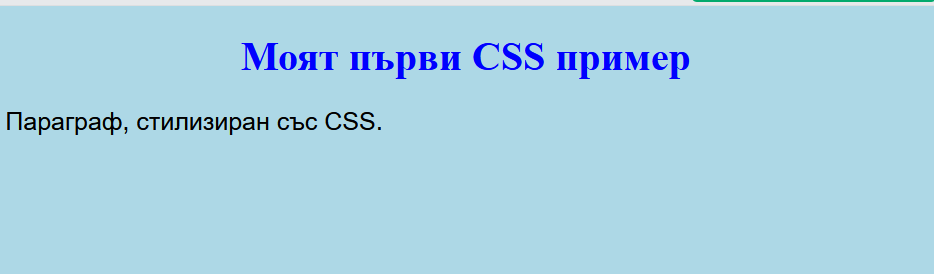 Моят първи CSS пример
Параграф, стилизиран със CSS.